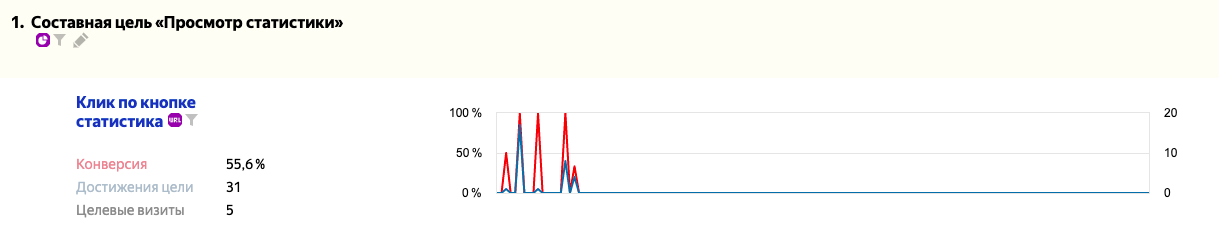 1. Составная цель «Просмотр статистики»
Клик по кнопке
статистика URL
Конверсия 55,6 %
Достижения цели 31
Целевые визиты 5
100 % 20
50 % 10
0 % 0